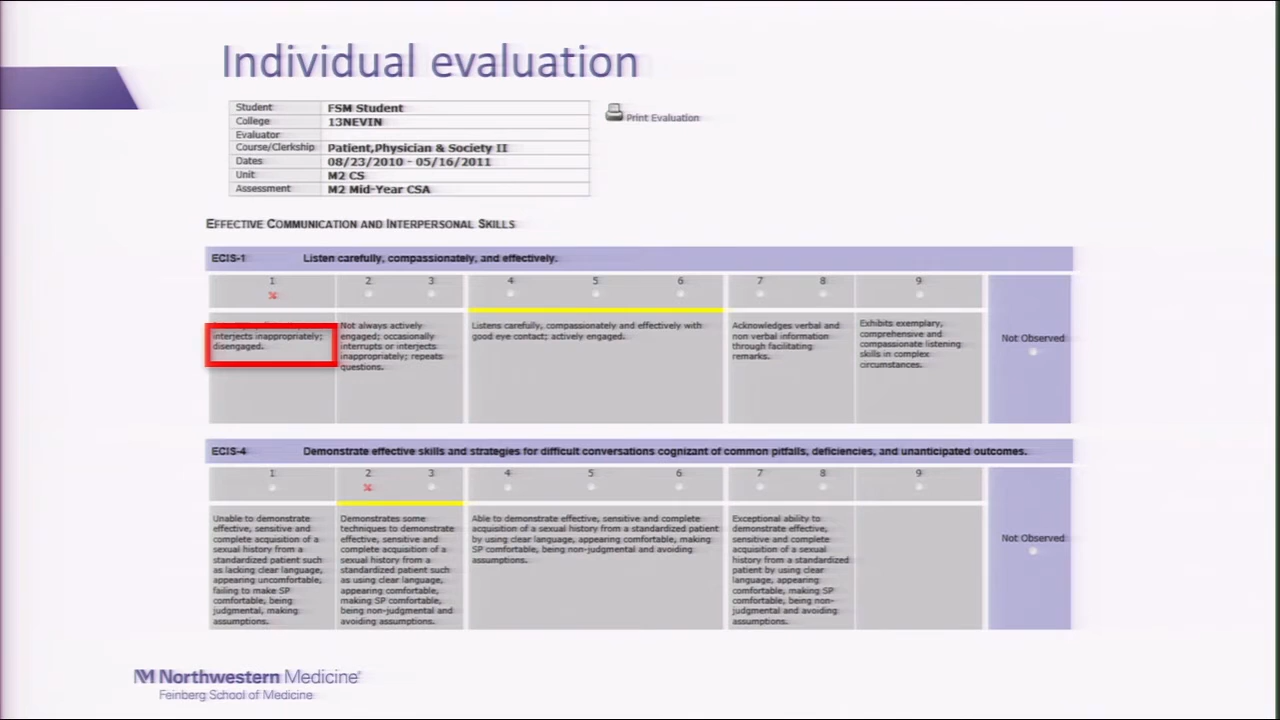 Individual evaluation
Student FSM Student
College 13NEVIN
Evaluator
Course/Clerkship Patient,Physician & Society II
Dates 08/23/2010 - 05/16/2011
Unit M2 CS
Assessment M2 Mid-Year CSA
Print Evaluation
EFFECTIVE COMMUNICATION AND INTERPERSONAL SKILLS
ECIS-1 Listen carefully, compassionately, and effectively.
1 2 3 4 5 6 7 8 9
interjects inappropriately;
disengaged.
Not always actively
engaged; occasionally
interrupts or interjects
inappropriately; repeats
questions.
Listens carefully, compassionately and effectively with
good eye contact; actively engaged.
Acknowledges verbal and
non verbal information
through facilitating
remarks.
Exhibits exemplary,
comprehensive and
compassionate listening
skills in complex
circumstances.
Not Observed
ECIS-4 Demonstrate effective skills and strategies for difficult conversations cognizant of common pitfalls, deficiencies, and unanticipated outcomes.
1 2 3 4 5 6 7 8 9
Unable to demonstrate
effective, sensitive and
complete acquisition of a
sexual history from a
standardized patient such
as lacking clear language,
appearing uncomfortable,
failing to make SP
comfortable, being
judgmental, making
assumptions.
Demonstrates some
techniques to demonstrate
effective, sensitive and
complete acquisition of a
sexual history from a
standardized patient such
as using clear language,
appearing comfortable,
making SP comfortable,
being non-judgmental and
avoiding assumptions.
Able to demonstrate effective, sensitive and complete
acquisition of a sexual history from a standardized patient
by using clear language, appearing comfortable, making
SP comfortable, being non-judgmental and avoiding
assumptions.
Exceptional ability to
demonstrate effective,
sensitive and complete
acquisition of a sexual
history from a standardized
patient by using clear
language, appearing
comfortable, making SP
comfortable, being non-
judgmental and avoiding
assumptions.
Not Observed
Northwestern Medicine®
Feinberg School of Medicine